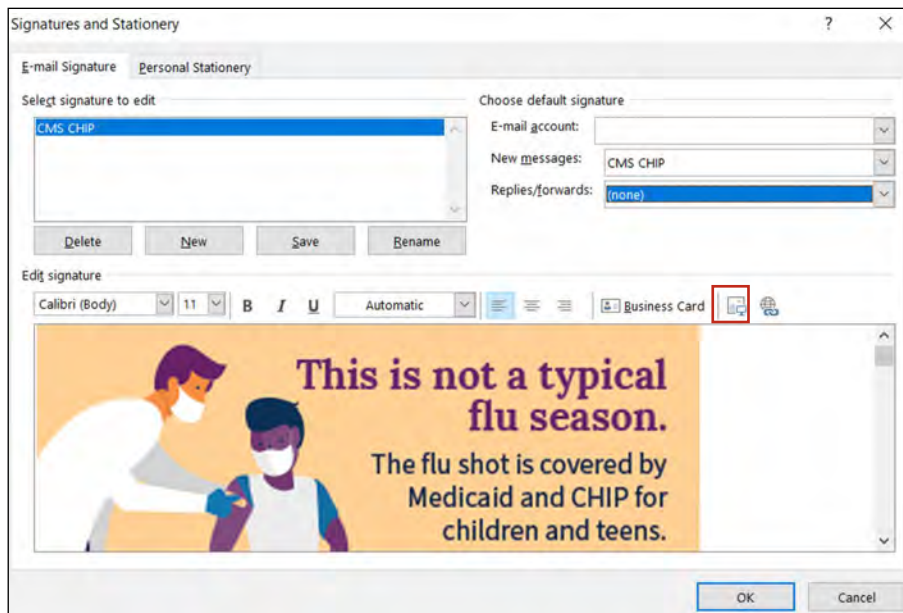 Signatures and Stationery ? ×
E-mail Signature Personal Stationery
Select signature to edit
CMS CHIP
Delete New Save Rename
Choose default signature
E-mail account:
New messages: CMS CHIP
Replies/forwards: (none)
Edit signature
Calibri (Body) 11 B I U Automatic Business Card
This is not a typical
flu season.
The flu shot is covered by
Medicaid and CHIP for
children and teens.
OK Cancel